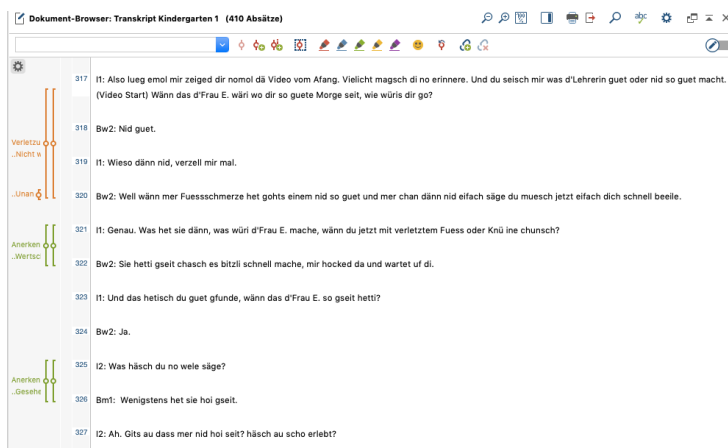 Dokument-Browser: Transkript Kindergarten 1 (410 Absätze)
317 I1: Also lueg emol mir zeiged dir nomol dä Video vom Afang. Vielicht magsch di no erinnere. Und du seisch mir was d'Lehrerin guet oder nid so guet macht.
(Video Start) Wänn das d'Frau E. wäri wo dir so guete Morge seit, wie würis dir go?
318 Bw2: Nid guet.
Verletzu
..Nicht w
319 I1: Wieso dänn nid, verzell mir mal.
..Unan
320 Bw2: Well wänn mer Fuessschmerze het gohts einem nid so guet und mer chan dänn nid eifach säge du muesch jetzt eifach dich schnell beeile.
321 I1: Genau. Was het sie dänn, was würi d'Frau E. mache, wänn du jetzt mit verletztem Fuess oder Knü ine chunsch?
Anerken
..Wertsc
322 Bw2: Sie hetti gseit chasch es bitzli schnell mache, mir hocked da und wartet uf di.
323 I1: Und das hetisch du guet gfunde, wänn das d'Frau E. so gseit hetti?
324 Bw2: Ja.
325 I2: Was häsch du no wele säge?
Anerken
..Gesehe
326 Bm1: Wenigstens het sie hoi gseit.
327 I2: Ah. Gits au dass mer nid hoi seit? häsch au scho erlebt?